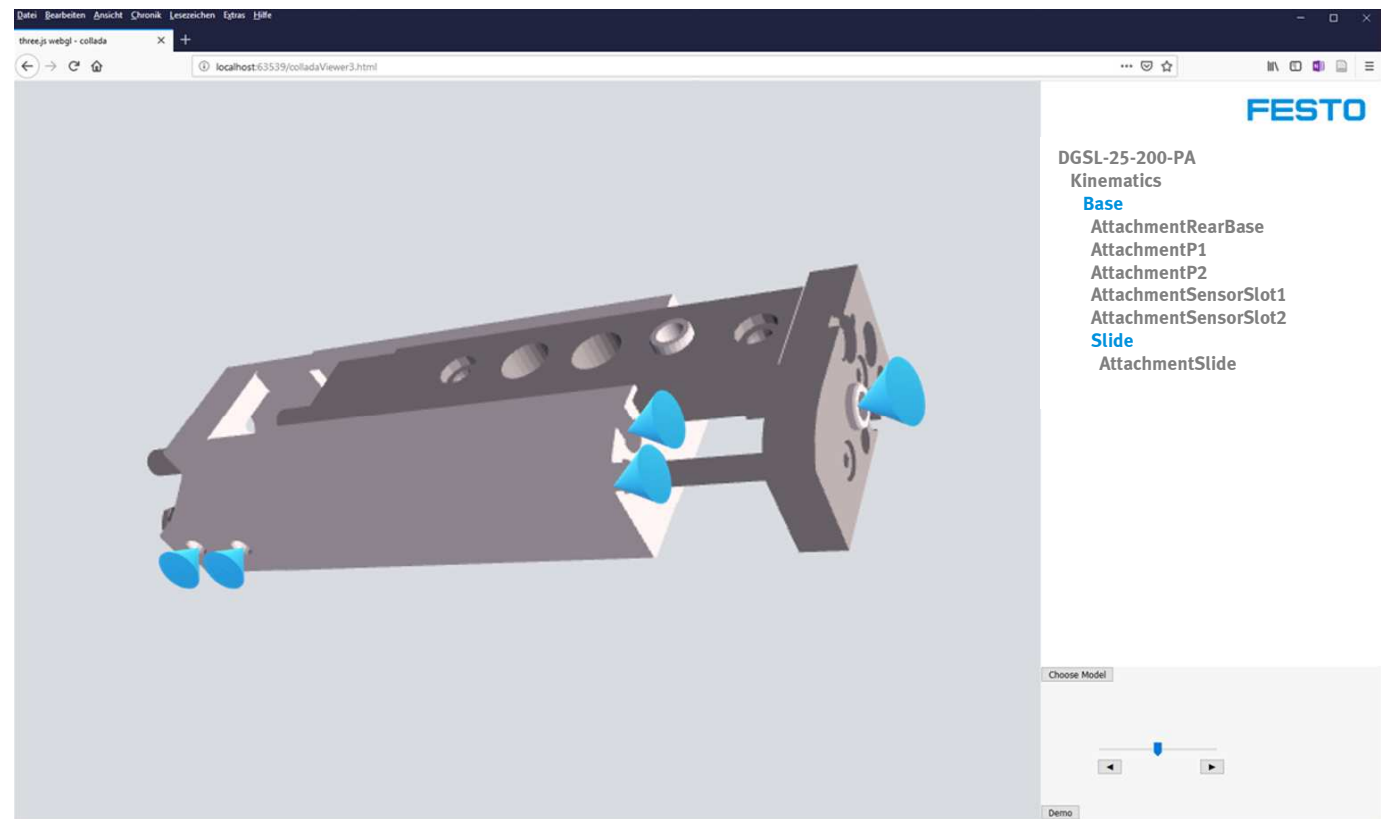 Datei Bearbeiten Ansicht Chronik Lesezeichen Extras Hilfe
three.js webgl - collada
localhost:63539/colladaViewer3.html
FESTO
DGSL-25-200-PA
Kinematics
Base
AttachmentRearBase
AttachmentP1
AttachmentP2
AttachmentSensorSlot1
AttachmentSensorSlot2
Slide
AttachmentSlide
Choose Model
Demo